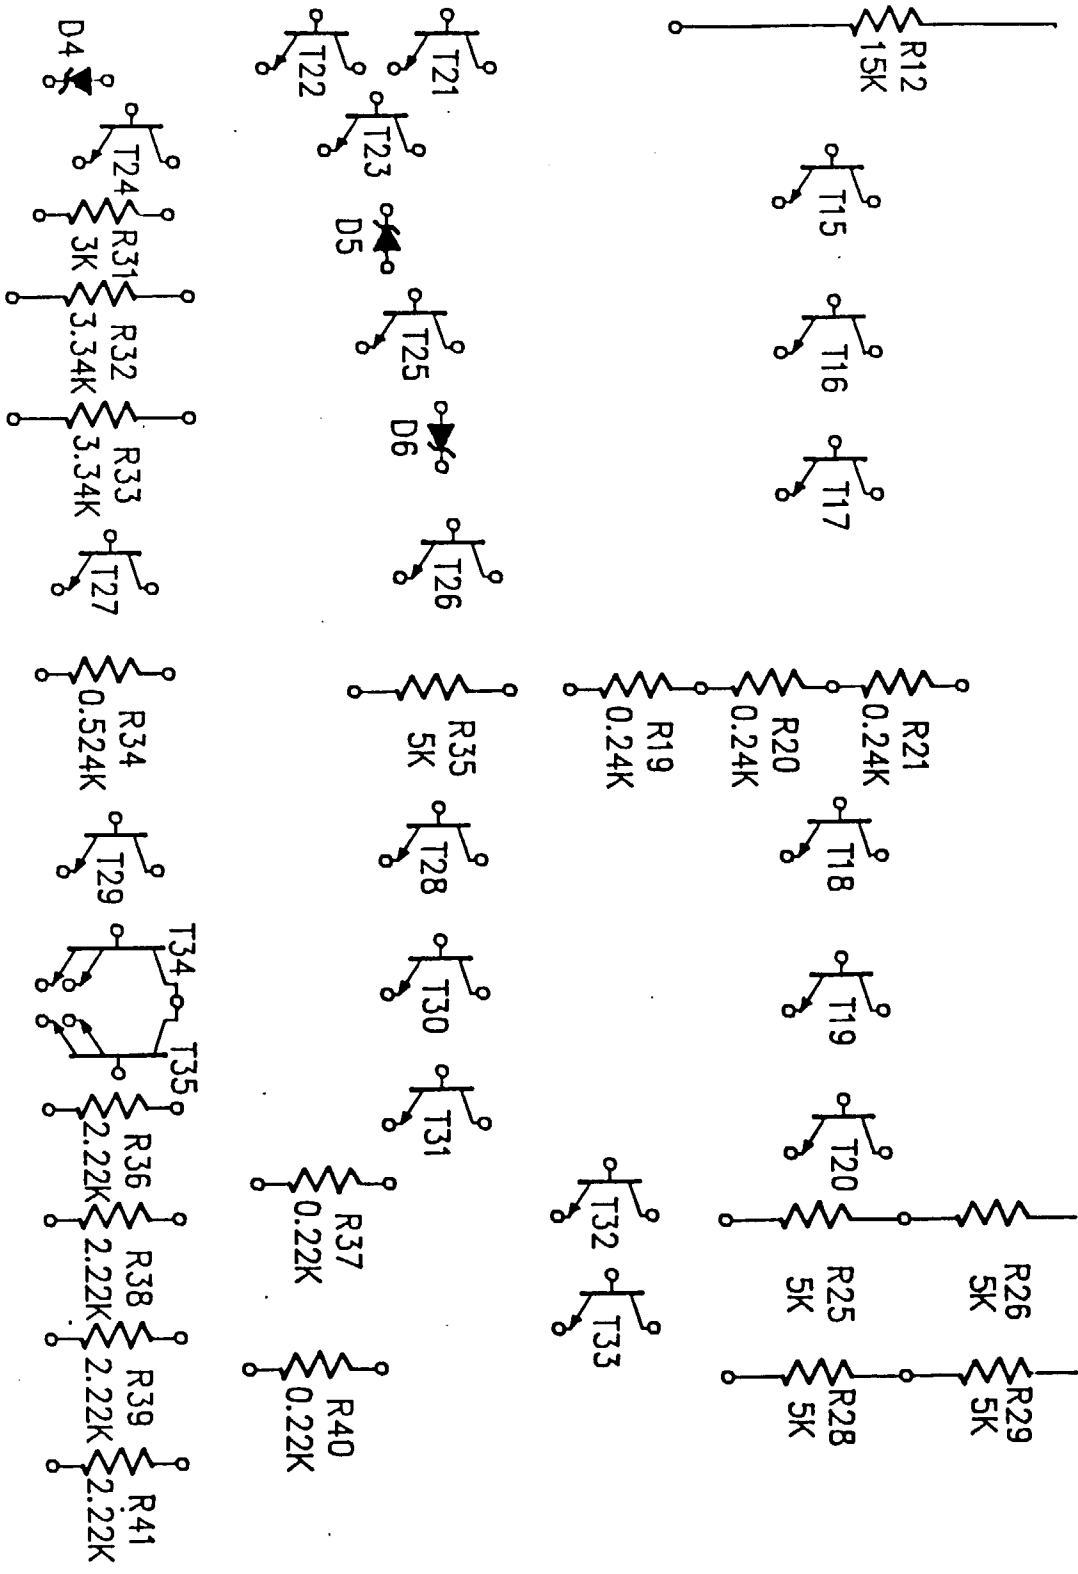 R12
15K
T15
T16
T17
R21
0.24K
R20
0.24K
R19
0.24K
T18
T19
T20
R26
5K
R25
5K
R29
5K
R28
5K
T32
T33
T21
T22
T23
D5
T25
D6
T26
R35
5K
T28
T30
T31
R37
0.22K
R40
0.22K
D4
T24
R31
3K
R32
3.34K
R33
3.34K
T27
R34
0.524K
T29
T34
T35
R36
2.22K
R38
2.22K
R39
2.22K
R41
2.22K